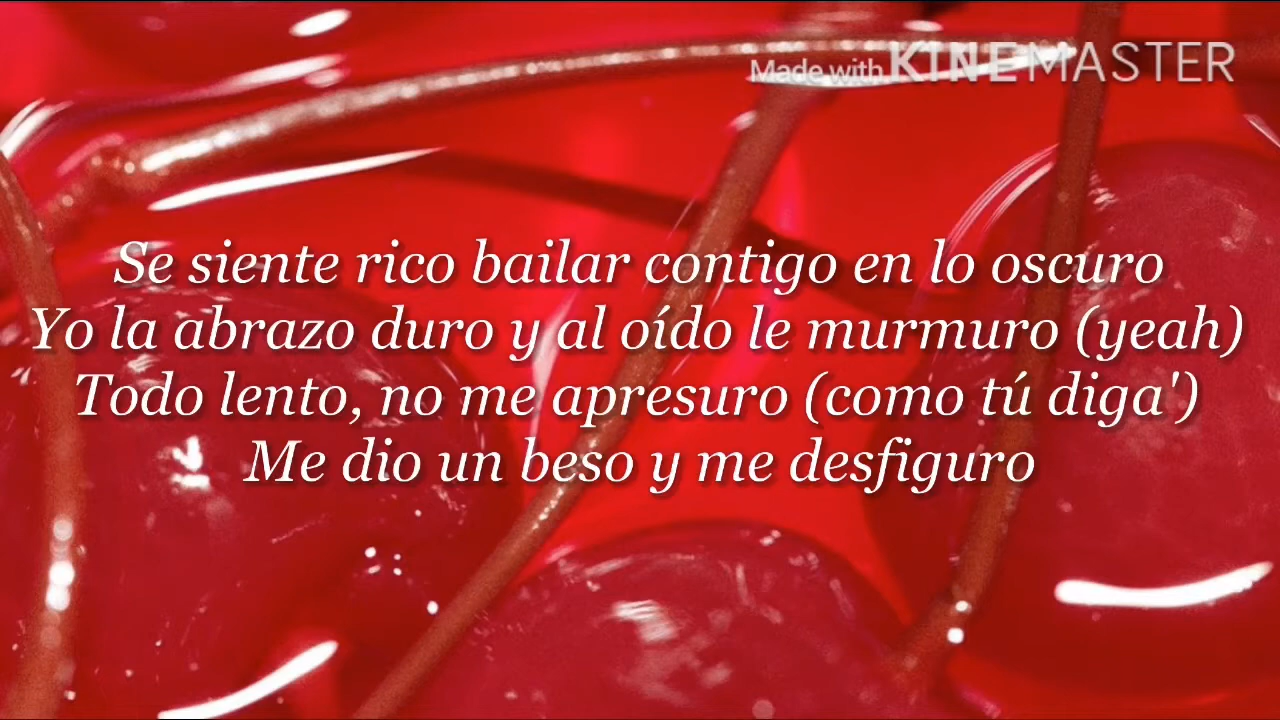 Made with KINEMASTER
Se siente rico bailar contigo en lo oscuro
Yo la abrazo duro y al oído le murmuro (yeah)
Todo lento, no me apresuro (como tú diga')
Me dio un beso y me desfiguro